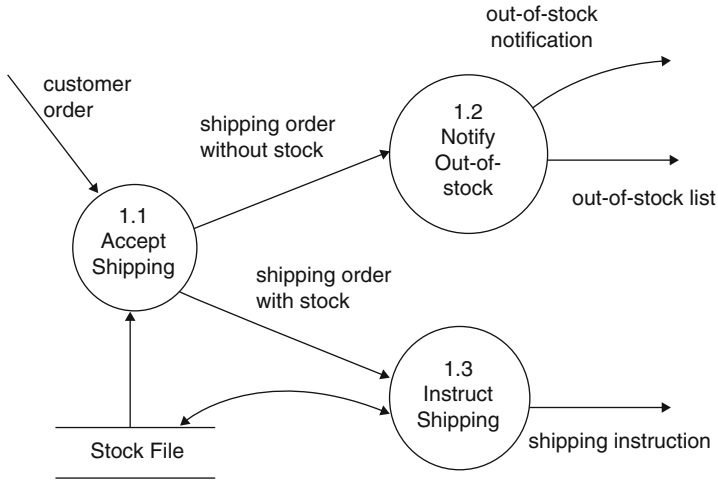 out-of-stock
notification
customer
order
1.2
Notify
Out-of-
stock
shipping order
without stock
out-of-stock list
1.1
Accept
Shipping
shipping order
with stock
1.3
Instruct
Shipping
Stock File
shipping instruction